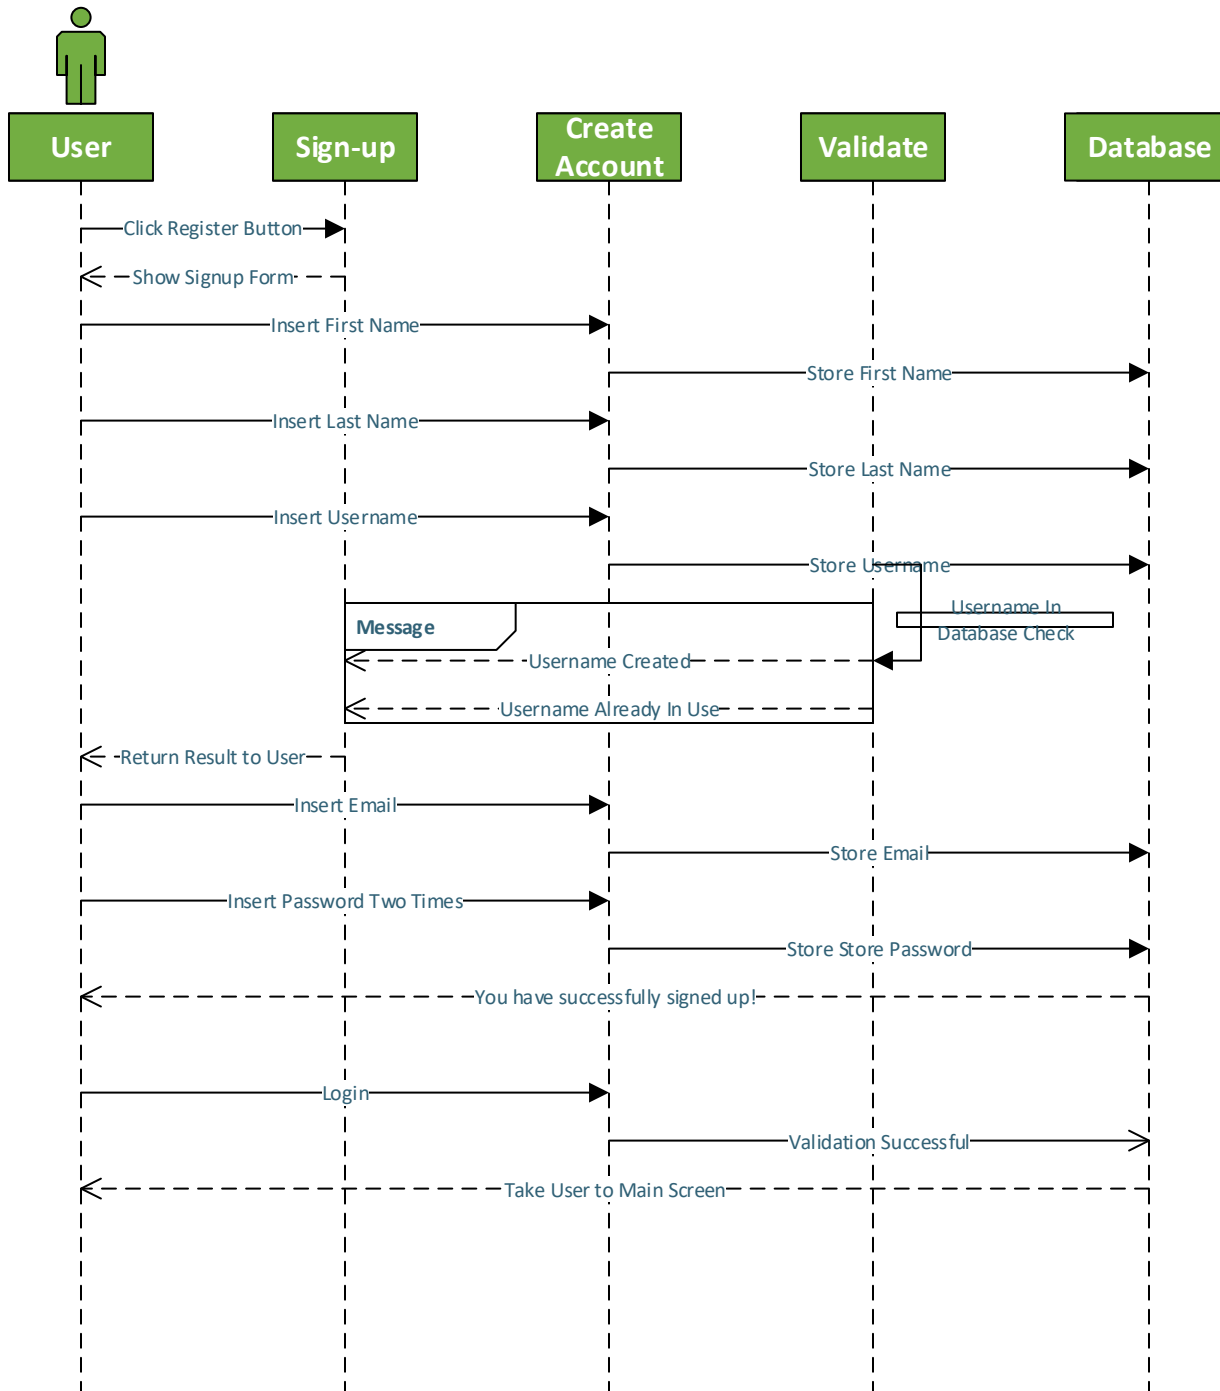 User
Sign-up
Create
Account
Validate
Database
Click Register Button
Show Signup Form
Insert First Name
Store First Name
Insert Last Name
Store Last Name
Insert Username
Store Username
Username In
Database Check
Message
Username Created
Username Already In Use
Return Result to User
Insert Email
Store Email
Insert Password Two Times
Store Store Password
You have successfully signed up!
Login
Validation Successful
Take User to Main Screen